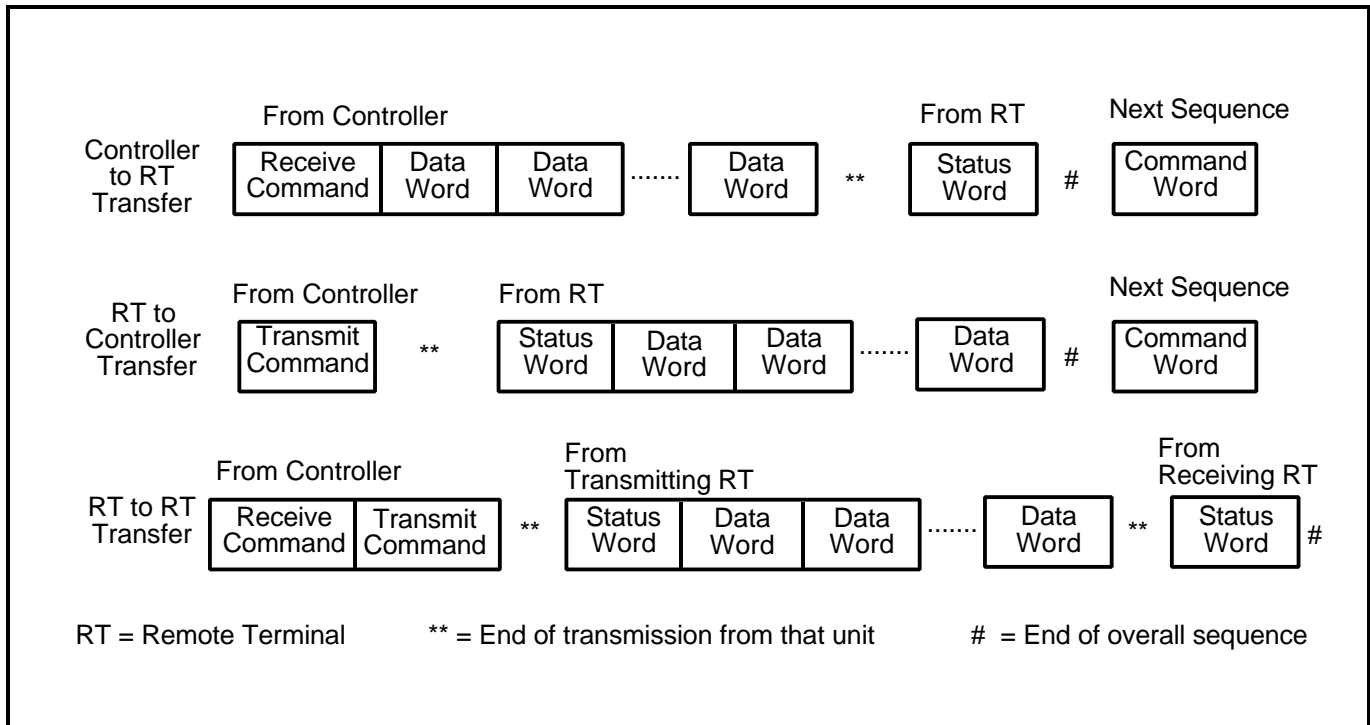 From Controller
From RT
Next Sequence
Controller
to RT
Transfer
Receive
Command
Data
Word
Data
Word
.......
Data
Word
**
Status
Word
#
Command
Word
From Controller
From RT
Next Sequence
RT to
Controller
Transfer
Transmit
Command
**
Status
Word
Data
Word
Data
Word
.......
Data
Word
#
Command
Word
From Controller
From
Transmitting RT
From
Receiving RT
RT to RT
Transfer
Receive
Command
Transmit
Command
**
Status
Word
Data
Word
Data
Word
.......
Data
Word
**
Status
Word
#
RT = Remote Terminal
** = End of transmission from that unit
# = End of overall sequence